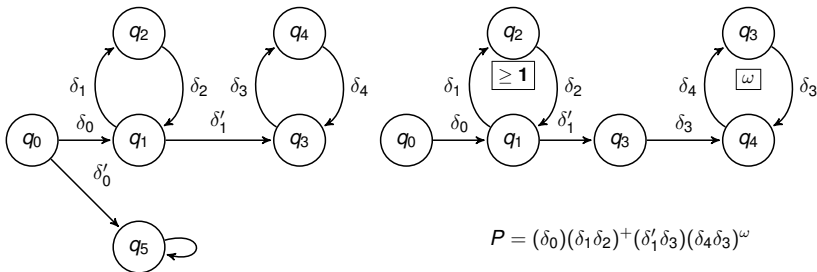 q₂ q₄ q₂ q₃
≥ 1 ω
δ₁ δ₂ δ₃ δ₄ δ₁ δ₂ δ₄ δ₃
q₀ δ₀ q₁ δ′₁ q₃ q₀ δ₀ q₁ δ′₁ q₃ δ₃ q₄
δ′₀
q₅
P = (δ₀)(δ₁δ₂)⁺(δ′₁δ₃)(δ₄δ₃)^ω